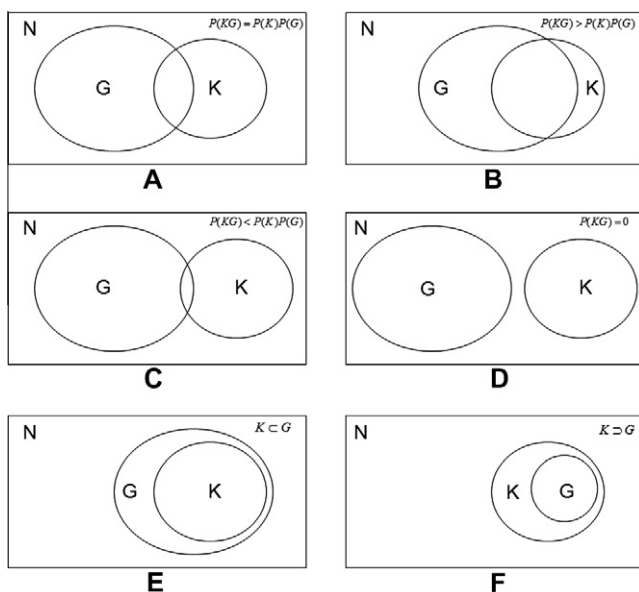 N
P(KG) = P(K)P(G)
G
K
A
N
P(KG) > P(K)P(G)
G
K
B
N
P(KG) < P(K)P(G)
G
K
C
N
P(KG) = 0
G
K
D
N
K ⊂ G
G
K
E
N
K ⊃ G
K
G
F